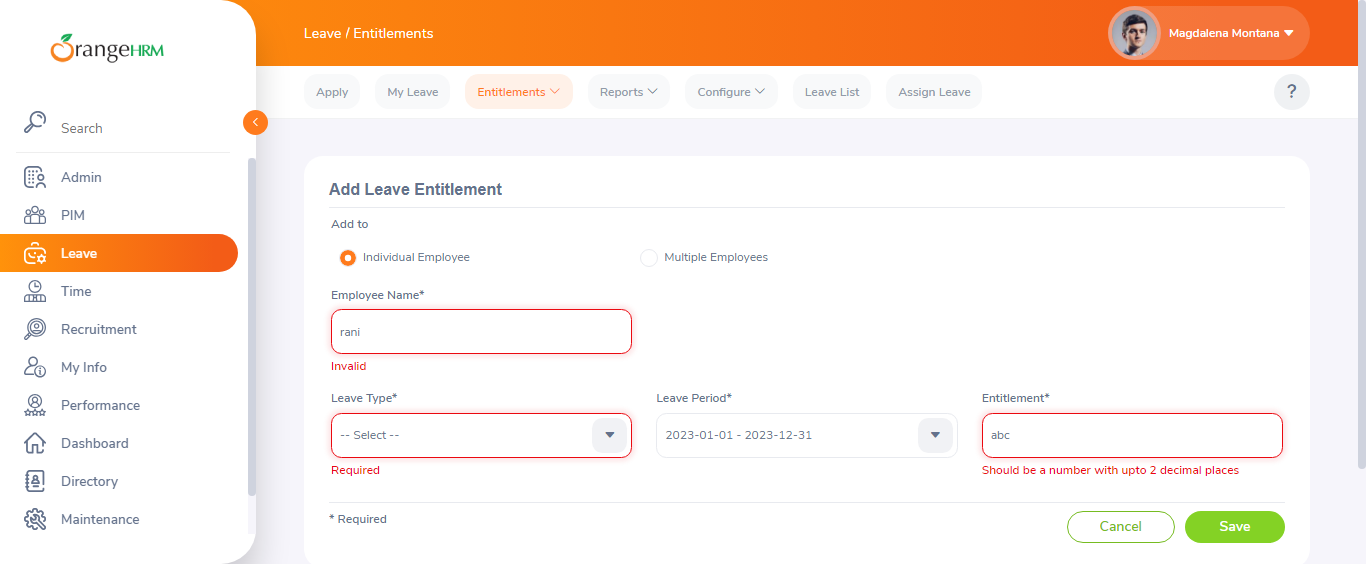 OrangeHRM
Search
Admin
PIM
Leave
Time
Recruitment
My Info
Performance
Dashboard
Directory
Maintenance
Leave / Entitlements
Magdalena Montana
Apply
My Leave
Entitlements
Reports
Configure
Leave List
Assign Leave
?
Add Leave Entitlement
Add to
Individual Employee
Multiple Employees
Employee Name*
rani
Invalid
Leave Type*
Leave Period*
Entitlement*
-- Select --
2023-01-01 - 2023-12-31
abc
Required
Should be a number with upto 2 decimal places
* Required
Cancel
Save